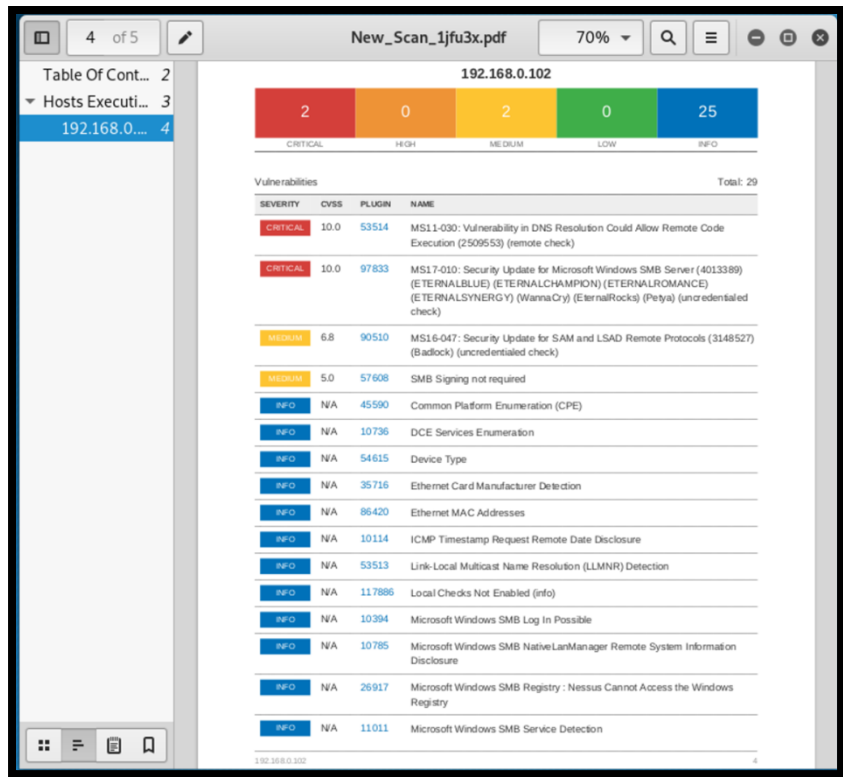 4 of 5
New_Scan_1jfu3x.pdf
70%
Table Of Cont... 2
Hosts Executi... 3
192.168.0.... 4
192.168.0.102
2 0 2 0 25
CRITICAL HIGH MEDIUM LOW INFO
Vulnerabilities Total: 29
SEVERITY CVSS PLUGIN NAME
CRITICAL 10.0 53514 MS11-030: Vulnerability in DNS Resolution Could Allow Remote Code
Execution (2509553) (remote check)
CRITICAL 10.0 97833 MS17-010: Security Update for Microsoft Windows SMB Server (4013389)
(ETERNALBLUE) (ETERNALCHAMPION) (ETERNALROMANCE)
(ETERNALSYNERGY) (WannaCry) (EternalRocks) (Petya) (uncredentialed
check)
MEDIUM 6.8 90510 MS16-047: Security Update for SAM and LSAD Remote Protocols (3148527)
(Badlock) (uncredentialed check)
MEDIUM 5.0 57608 SMB Signing not required
INFO N/A 45590 Common Platform Enumeration (CPE)
INFO N/A 10736 DCE Services Enumeration
INFO N/A 54615 Device Type
INFO N/A 35716 Ethernet Card Manufacturer Detection
INFO N/A 86420 Ethernet MAC Addresses
INFO N/A 10114 ICMP Timestamp Request Remote Date Disclosure
INFO N/A 53513 Link-Local Multicast Name Resolution (LLMNR) Detection
INFO N/A 117886 Local Checks Not Enabled (info)
INFO N/A 10394 Microsoft Windows SMB Log In Possible
INFO N/A 10785 Microsoft Windows SMB NativeLanManager Remote System Information
Disclosure
INFO N/A 26917 Microsoft Windows SMB Registry : Nessus Cannot Access the Windows
Registry
INFO N/A 11011 Microsoft Windows SMB Service Detection
192.168.0.102 4